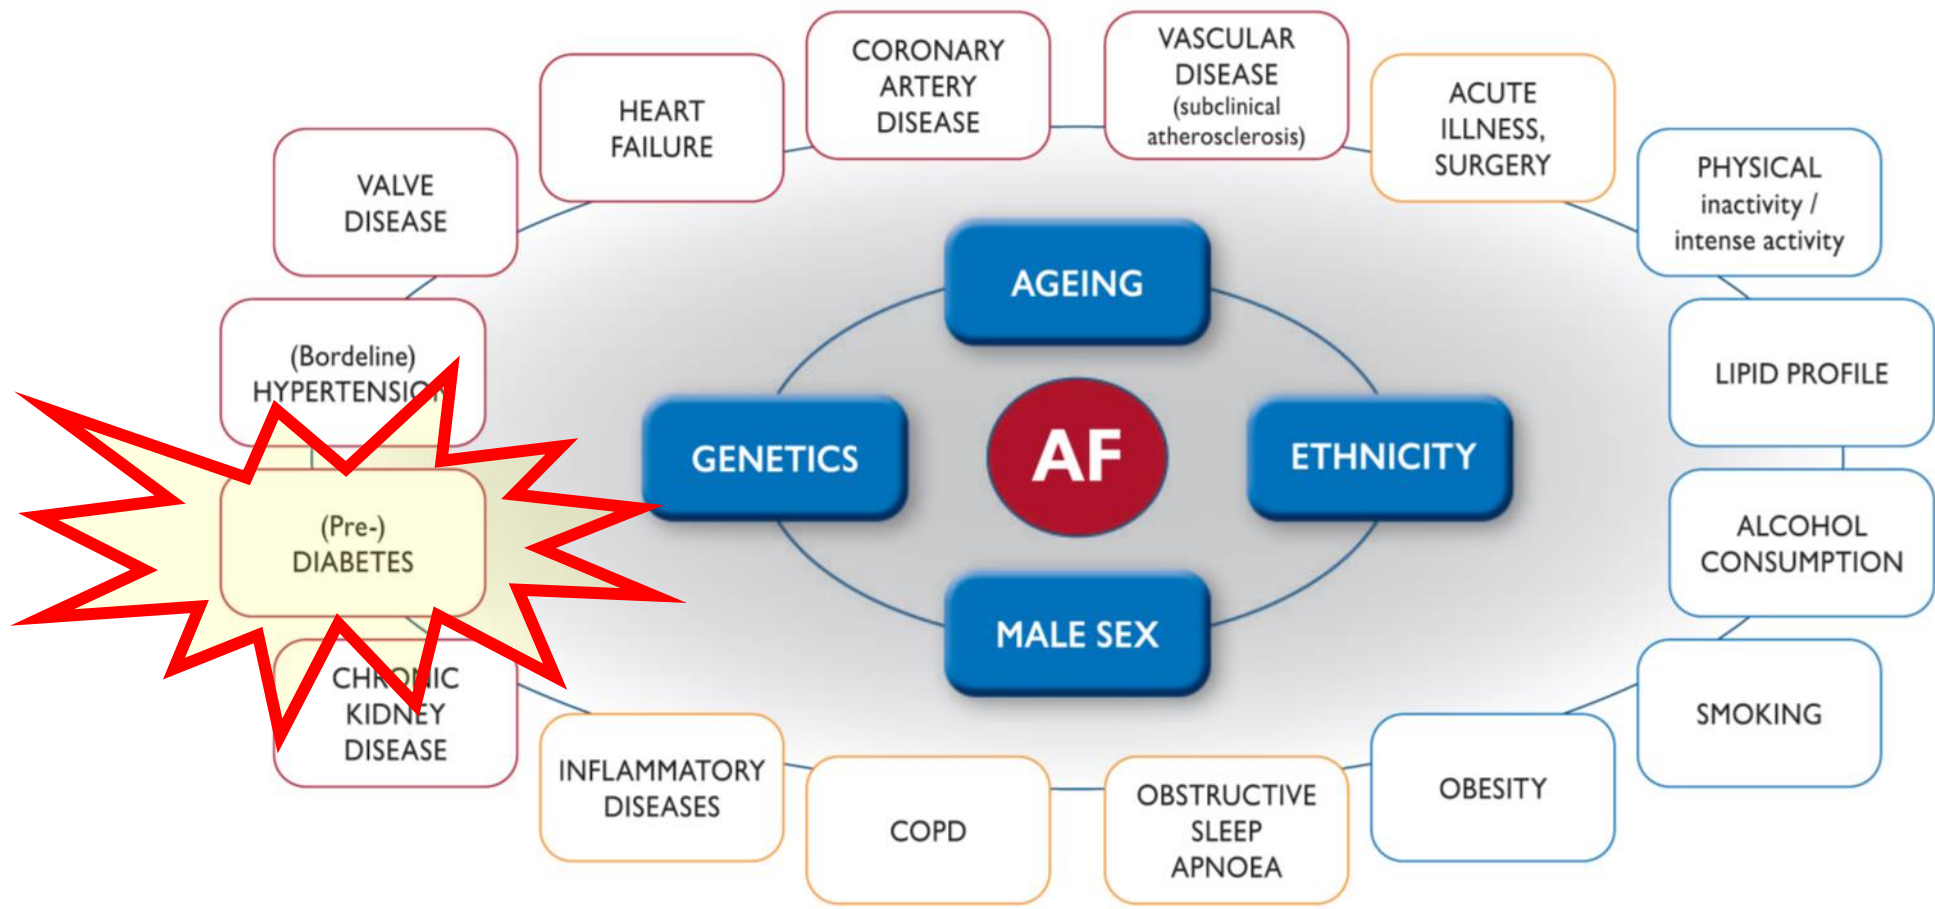 CORONARY
ARTERY
DISEASE
VASCULAR
DISEASE
(subclinical
atherosclerosis)
HEART
FAILURE
ACUTE
ILLNESS,
SURGERY
VALVE
DISEASE
PHYSICAL
inactivity /
intense activity
(Bordeline)
HYPERTENSION
AGEING
LIPID PROFILE
GENETICS
AF
ETHNICITY
(Pre-)
DIABETES
ALCOHOL
CONSUMPTION
MALE SEX
CHRONIC
KIDNEY
DISEASE
SMOKING
INFLAMMATORY
DISEASES
COPD
OBSTRUCTIVE
SLEEP
APNOEA
OBESITY